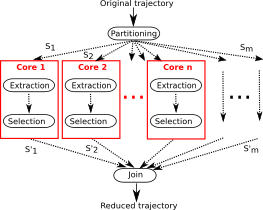 Original trajectory
Partitioning
S1 S2 Sm
Core 1 Core 2 Core n
Extraction Extraction Extraction
... ...
Selection Selection Selection
S'1 S'2 S'm
Join
Reduced trajectory